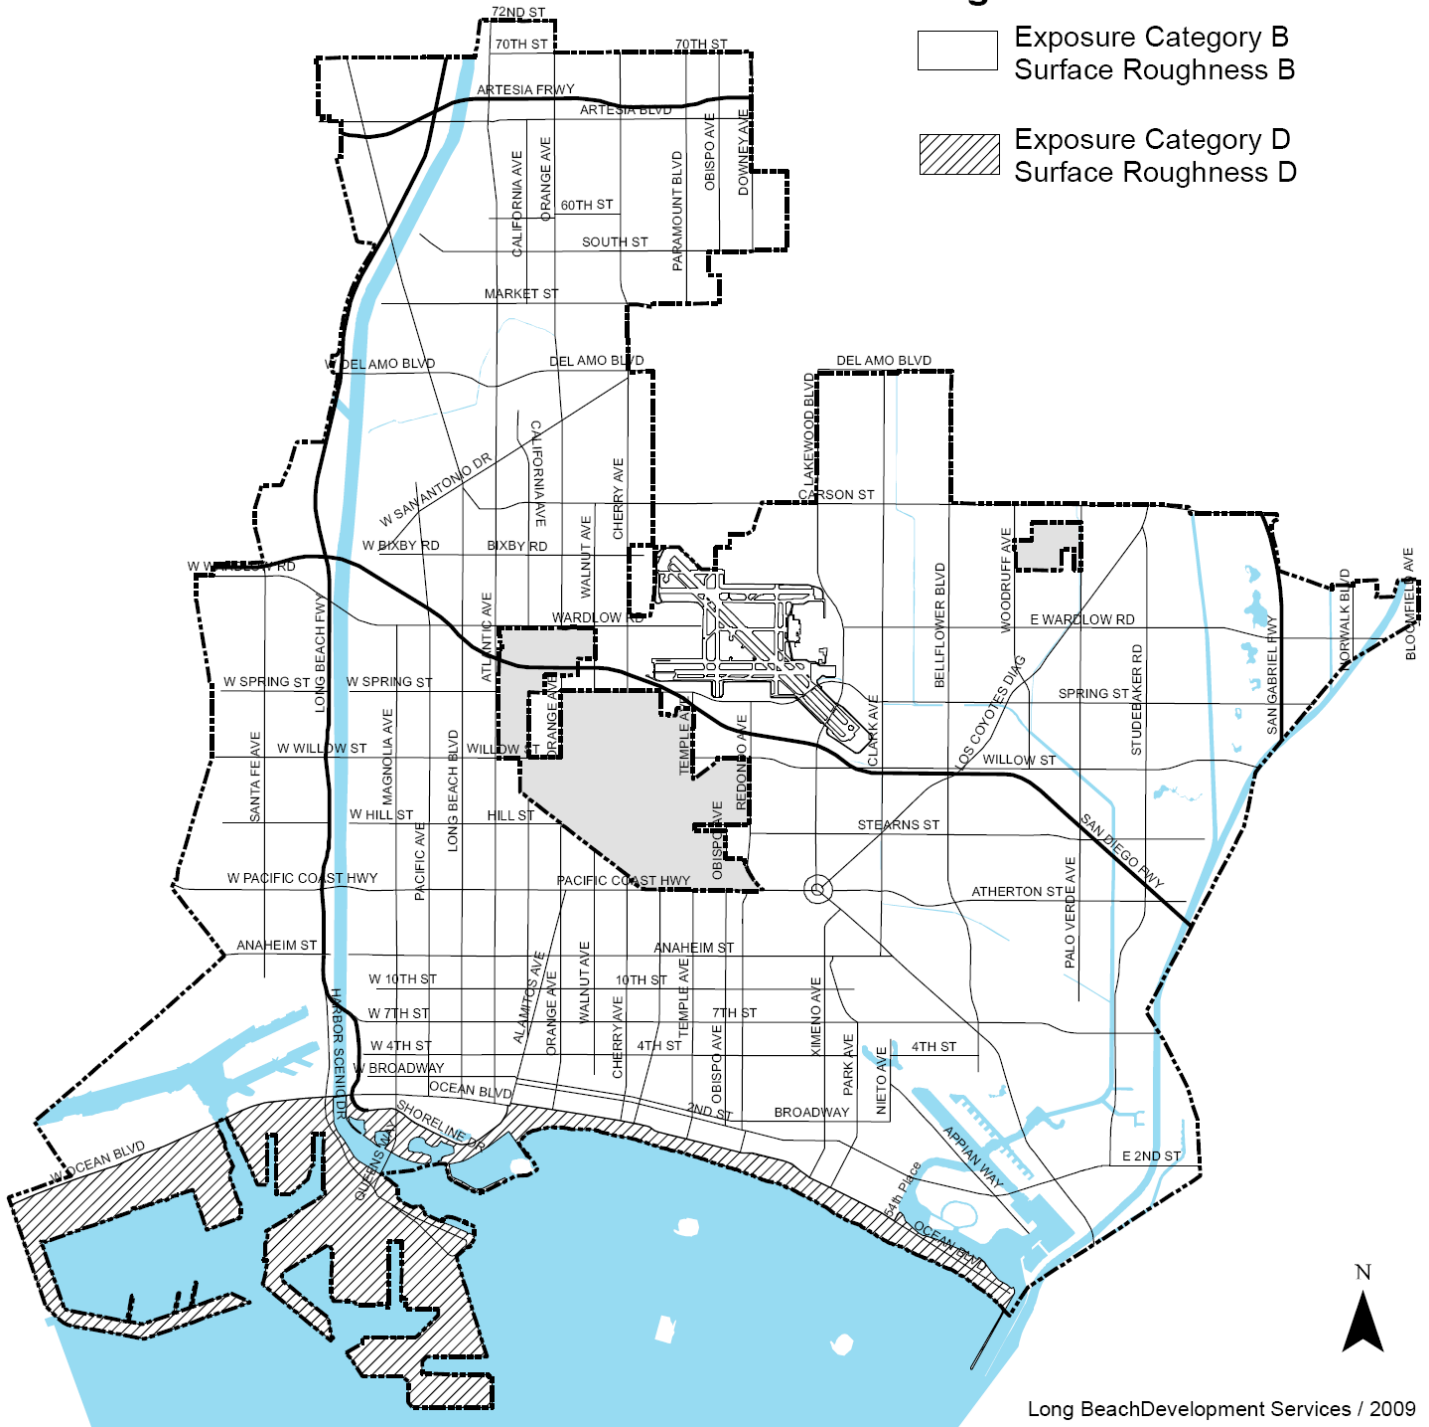 72ND ST
Exposure Category B
Surface Roughness B
70TH ST
70TH ST
ARTESIA FRWY
ARTESIA BLVD
Exposure Category D
Surface Roughness D
OBISPO AVE
DOWNEY AVE
ORANGE AVE
CALIFORNIA AVE
PARAMOUNT BLVD
60TH ST
SOUTH ST
MARKET ST
W DEL AMO BLVD
DEL AMO BLVD
DEL AMO BLVD
LAKEWOOD BLVD
CALIFORNIA AVE
W SAN ANTONIO DR
CHERRY AVE
CARSON ST
WALNUT AVE
W BIXBY RD
BIXBY RD
WOODRUFF AVE
W WARDLOW RD
BLOOMFIELD AVE
NORWALK BLVD
BELLFLOWER BLVD
ATLANTIC AVE
WARDLOW RD
E WARDLOW RD
LONG BEACH FWY
SAN GABRIEL FWY
STUDEBAKER RD
LOS COYOTES DIAG
W SPRING ST
W SPRING ST
SPRING ST
ORANGE AVE
TEMPLE AVE
CLARK AVE
REDONDO AVE
SANTA FE AVE
MAGNOLIA AVE
LONG BEACH BLVD
W WILLOW ST
WILLOW ST
WILLOW ST
W HILL ST
HILL ST
STEARNS ST
SAN DIEGO FWY
OBISPO AVE
PACIFIC AVE
W PACIFIC COAST HWY
PACIFIC COAST HWY
ATHERTON ST
PALO VERDE AVE
ANAHEIM ST
ANAHEIM ST
W 10TH ST
10TH ST
ALAMITOS AVE
ORANGE AVE
WALNUT AVE
CHERRY AVE
TEMPLE AVE
XIMENO AVE
W 7TH ST
7TH ST
HARBOR SCENIC DR
W 4TH ST
4TH ST
4TH ST
OBISPO AVE
PARK AVE
NIETO AVE
W BROADWAY
OCEAN BLVD
SHORELINE DR
2ND ST
BROADWAY
QUEENS WAY
W OCEAN BLVD
APPIAN WAY
E 2ND ST
54th Place
OCEAN BLVD
N
Long BeachDevelopment Services / 2009